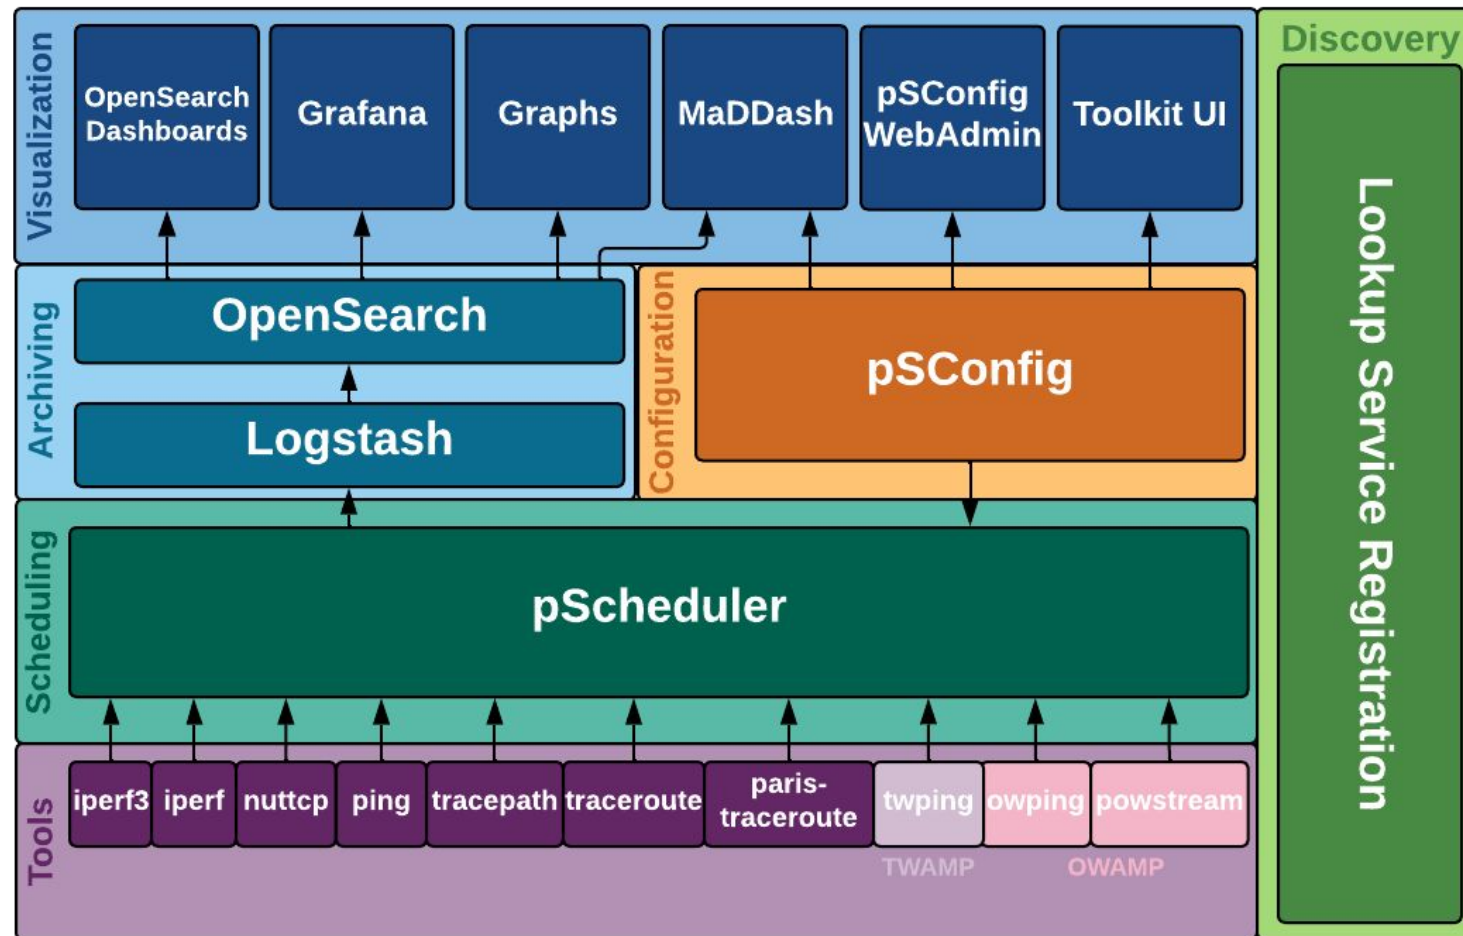 Visualization
OpenSearch
Dashboards
Grafana
Graphs
MaDDash
pSConfig
WebAdmin
Toolkit UI
Discovery
Lookup Service Registration
Archiving
OpenSearch
Logstash
Configuration
pSConfig
Scheduling
pScheduler
Tools
iperf3
iperf
nuttcp
ping
tracepath
traceroute
paris-
traceroute
twping
owping
powstream
TWAMP
OWAMP